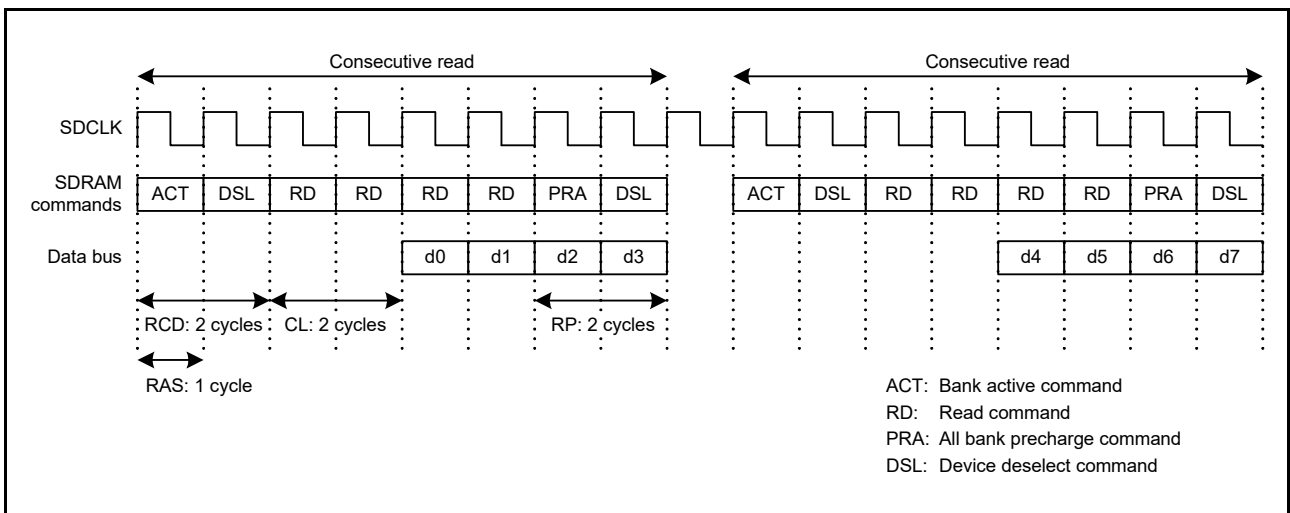 Consecutive read Consecutive read
SDCLK
SDRAM
commands
ACT DSL RD RD RD RD PRA DSL ACT DSL RD RD RD RD PRA DSL
Data bus d0 d1 d2 d3 d4 d5 d6 d7
RCD: 2 cycles CL: 2 cycles RP: 2 cycles
RAS: 1 cycle
ACT: Bank active command
RD: Read command
PRA: All bank precharge command
DSL: Device deselect command